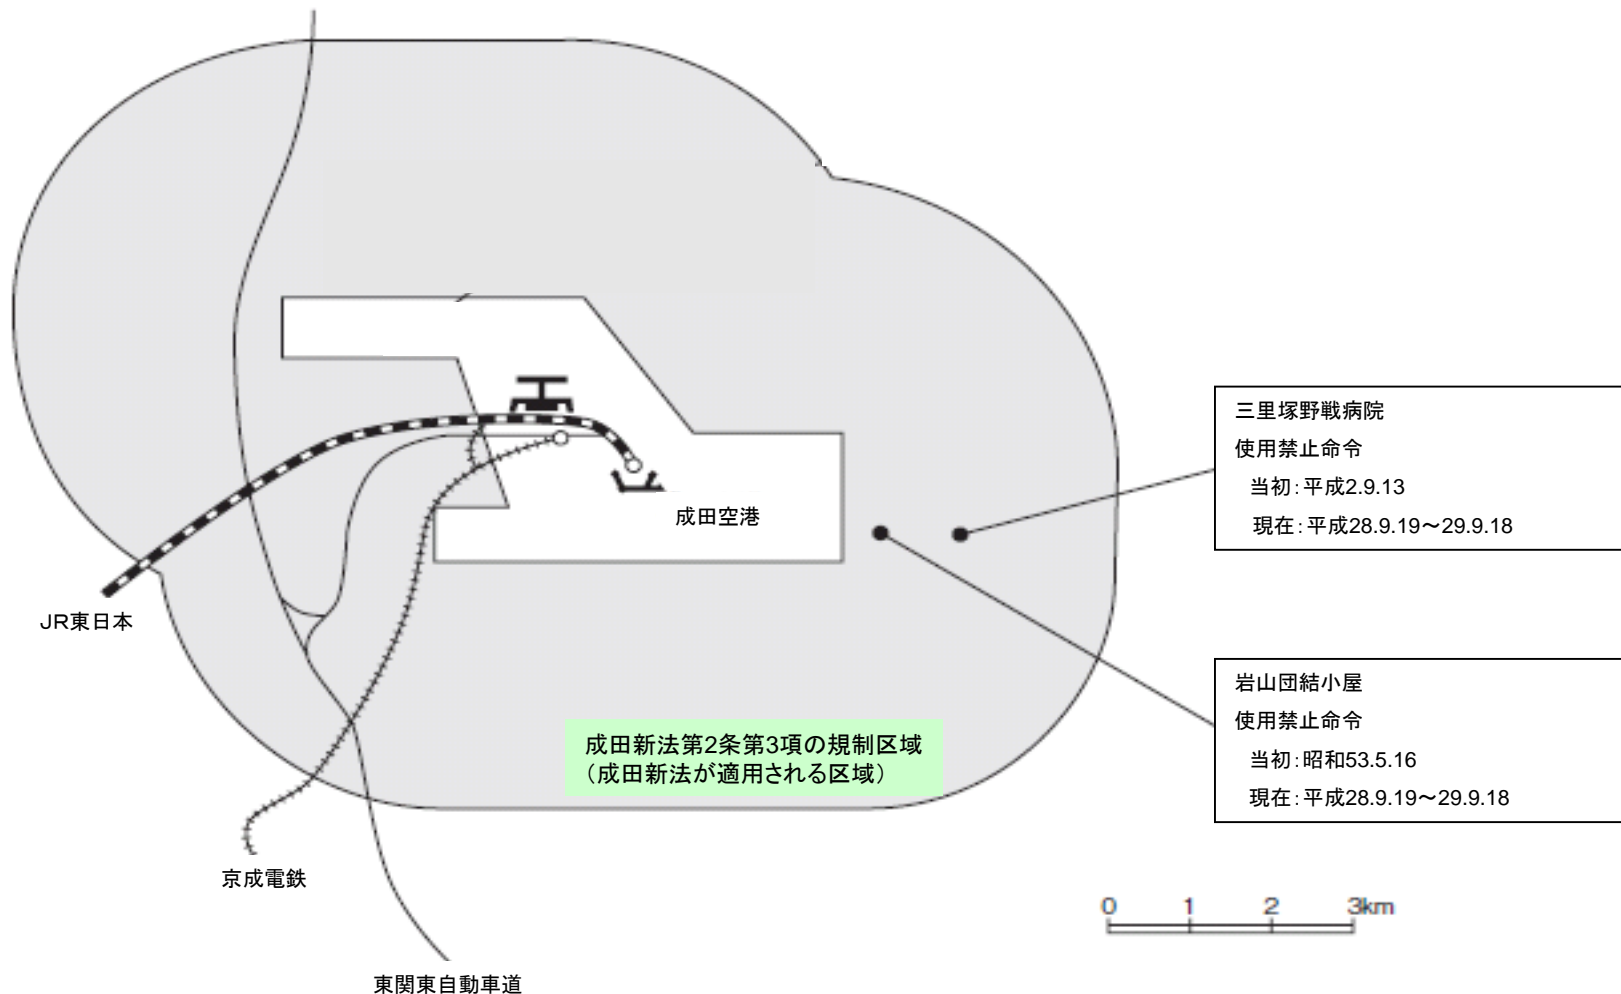 三里塚野戦病院
使用禁止命令
当初：平成2.9.13
現在：平成28.9.19～29.9.18
成田空港
JR東日本
岩山団結小屋
使用禁止命令
当初：昭和53.5.16
現在：平成28.9.19～29.9.18
成田新法第2条第3項の規制区域
（成田新法が適用される区域）
京成電鉄
0 1 2 3km
東関東自動車道